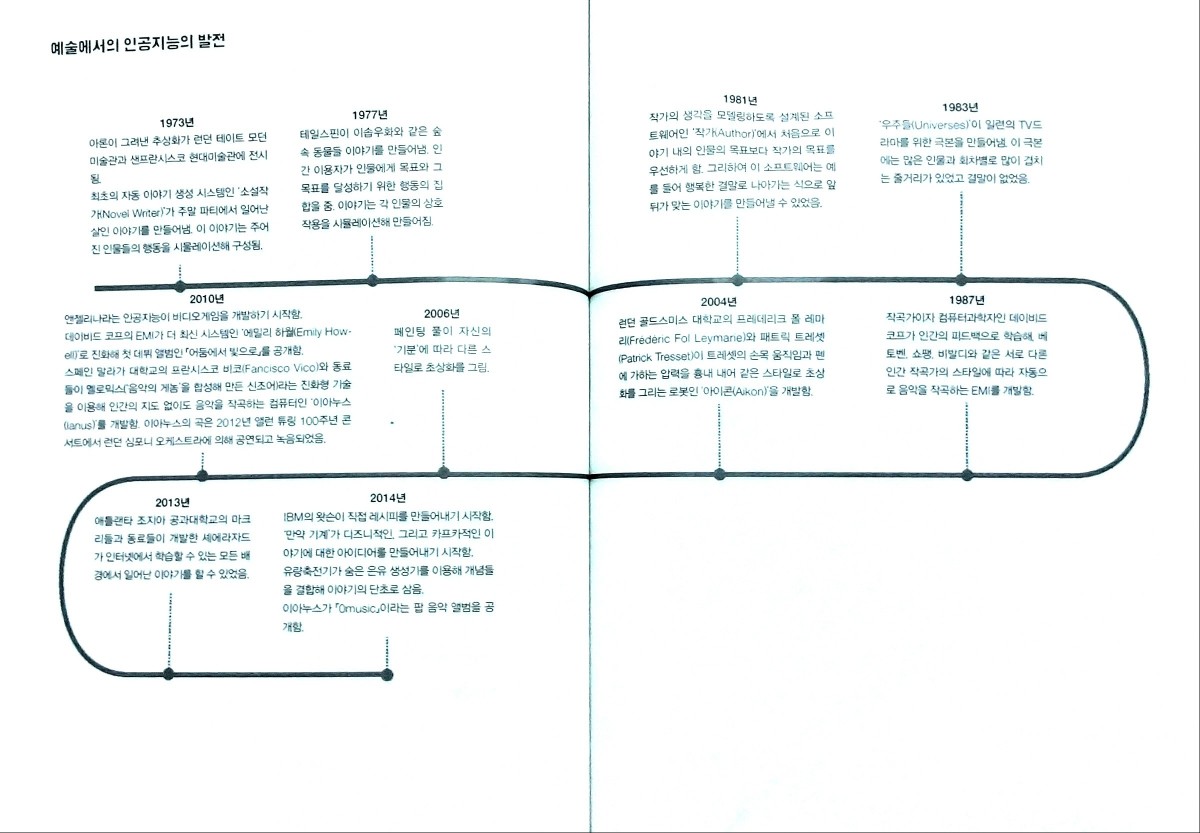 예술에서의 인공지능의 발전
1973년
아론이 그려낸 추상화가 런던 테이트 모던
미술관과 샌프란시스코 현대미술관에 전시
됨.
최초의 자동 이야기 생성 시스템인 '소설작
가(Novel Writer)'가 주말 파티에서 일어난
살인 이야기를 만들어냄. 이 이야기는 주어
진 인물들의 행동을 시뮬레이션해 구성됨.
1977년
테일스핀이 이솝우화와 같은 숲
속 동물들 이야기를 만들어냄. 인
간 이용자가 인물에게 목표와 그
목표를 달성하기 위한 행동의 집
합을 줌. 이야기는 각 인물의 상호
작용을 시뮬레이션해 만들어짐.
1981년
작가의 생각을 모델링하도록 설계된 소프
트웨어인 '작가(Author)'에서 처음으로 이
야기 내의 인물의 목표보다 작가의 목표를
우선하게 함. 그리하여 이 소프트웨어는 예
를 들어 행복한 결말로 나아가는 식으로 앞
뒤가 맞는 이야기를 만들어낼 수 있었음.
1983년
'우주들(Universes)'이 일련의 TV드
라마를 위한 극본을 만들어냄. 이 극본
에는 많은 인물과 회차별로 많이 겹치
는 줄거리가 있었고 결말이 없었음.
1987년
작곡가이자 컴퓨터과학자인 데이비드
코프가 인간의 피드백으로 학습해, 베
토벤, 쇼팽, 비발디와 같은 서로 다른
인간 작곡가의 스타일에 따라 자동으
로 음악을 작곡하는 EMI를 개발함.
2004년
런던 골드스미스 대학교의 프레데리크 폴 레마
리(Frédéric Fol Leymarie)와 패트릭 트레셋
(Patrick Tresset)이 트레셋의 손목 움직임과 펜
에 가하는 압력을 흉내 내어 같은 스타일로 초상
화를 그리는 로봇인 '아이콘(Aikon)'을 개발함.
2006년
페인팅 풀이 자신의
'기분'에 따라 다른 스
타일로 초상화를 그림.
2010년
앤젤리나라는 인공지능이 비디오게임을 개발하기 시작함.
데이비드 코프의 EMI가 더 최신 시스템인 '에밀리 하월(Emily How-
ell)'로 진화해 첫 데뷔 앨범인 「어둠에서 빛으로」를 공개함.
스페인 말라가 대학교의 프란시스코 비코(Fancisco Vico)와 동료
들이 멜로믹스('음악의 게놈'을 합성해 만든 신조어)라는 진화형 기술
을 이용해 인간의 지도 없이도 음악을 작곡하는 컴퓨터인 '이아누스
(Ianus)'를 개발함. 이아누스의 곡은 2012년 앨런 튜링 100주년 콘
서트에서 런던 심포니 오케스트라에 의해 공연되고 녹음되었음.
2013년
애틀랜타 조지아 공과대학교의 마크
리들과 동료들이 개발한 셰에라자드
가 인터넷에서 학습할 수 있는 모든 배
경에서 일어난 이야기를 할 수 있었음.
2014년
IBM의 왓슨이 직접 레시피를 만들어내기 시작함.
'만약 기계'가 디즈니적인, 그리고 카프카적인 이
야기에 대한 아이디어를 만들어내기 시작함.
유량축전기가 숨은 은유 생성기를 이용해 개념들
을 결합해 이야기의 단초로 삼음.
이아누스가 「0music」이라는 팝 음악 앨범을 공
개함.